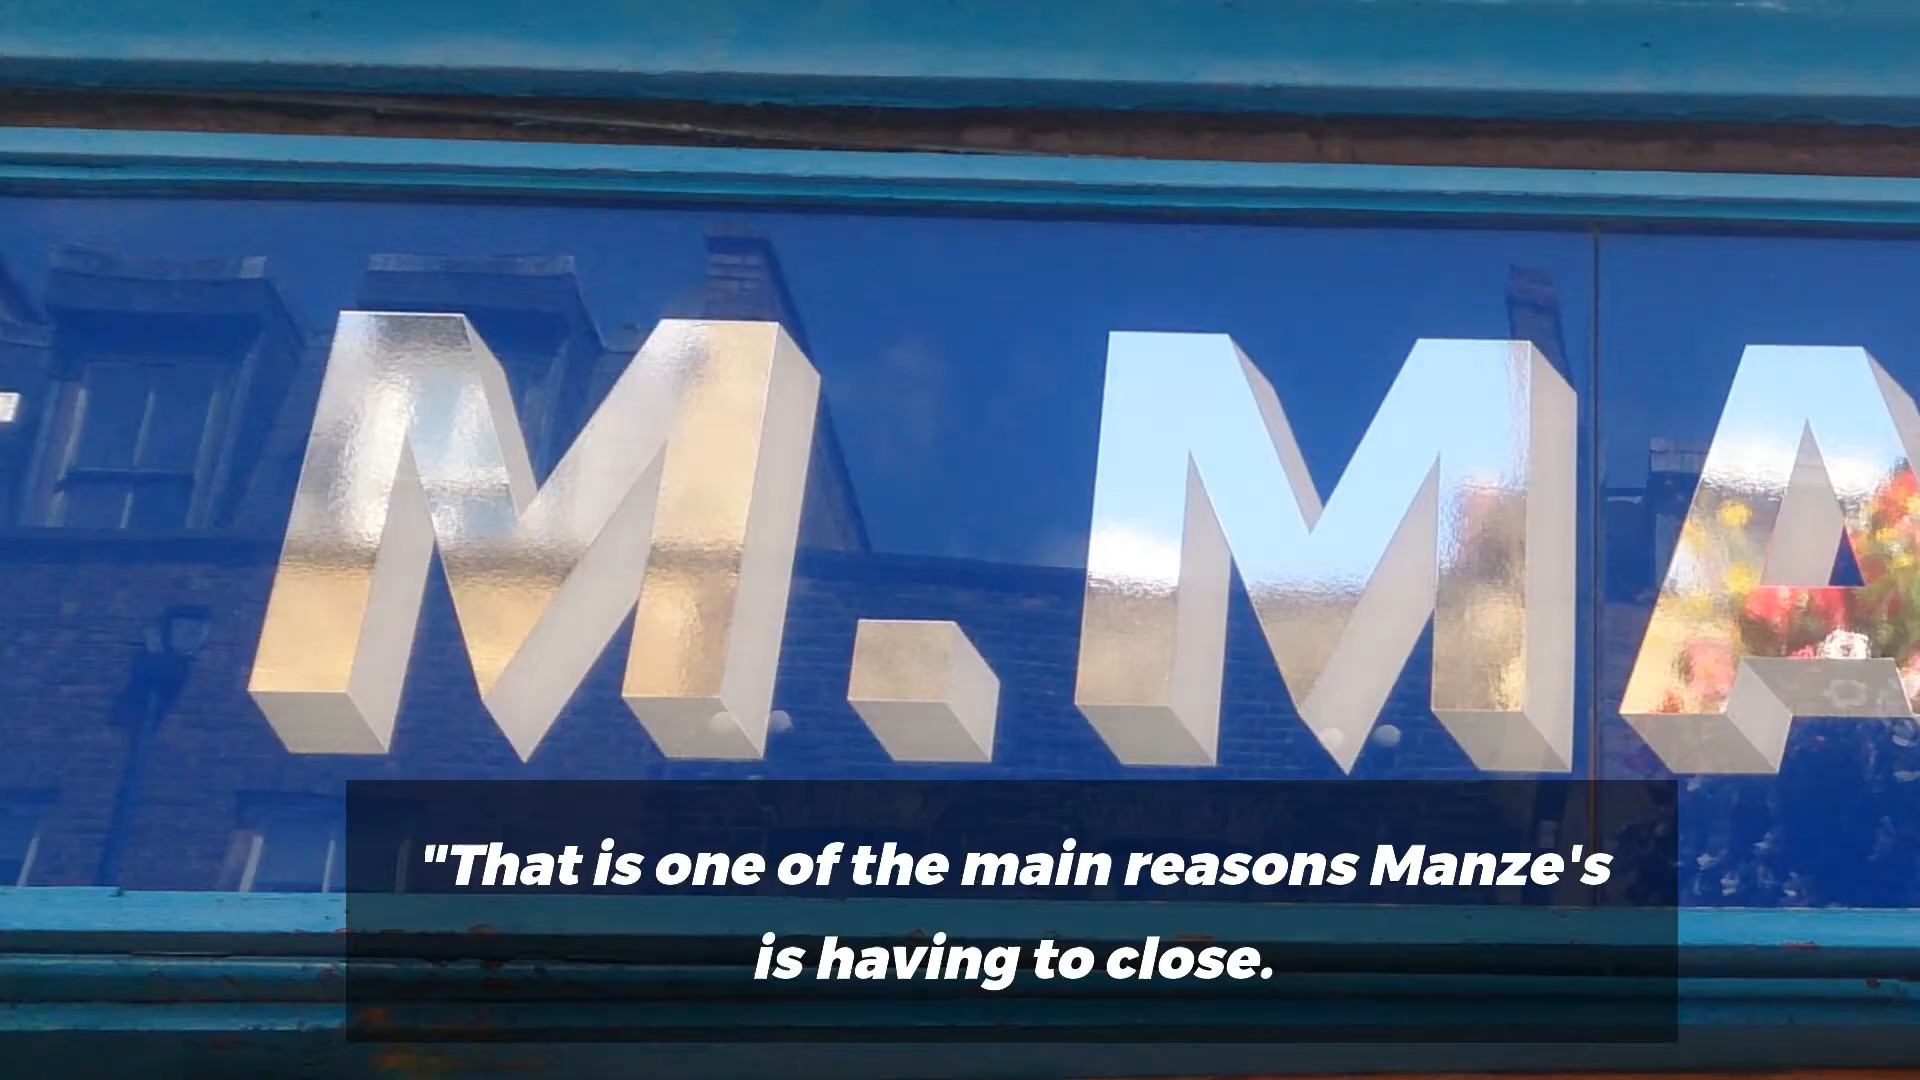 M.MA
"That is one of the main reasons Manze's
is having to close.